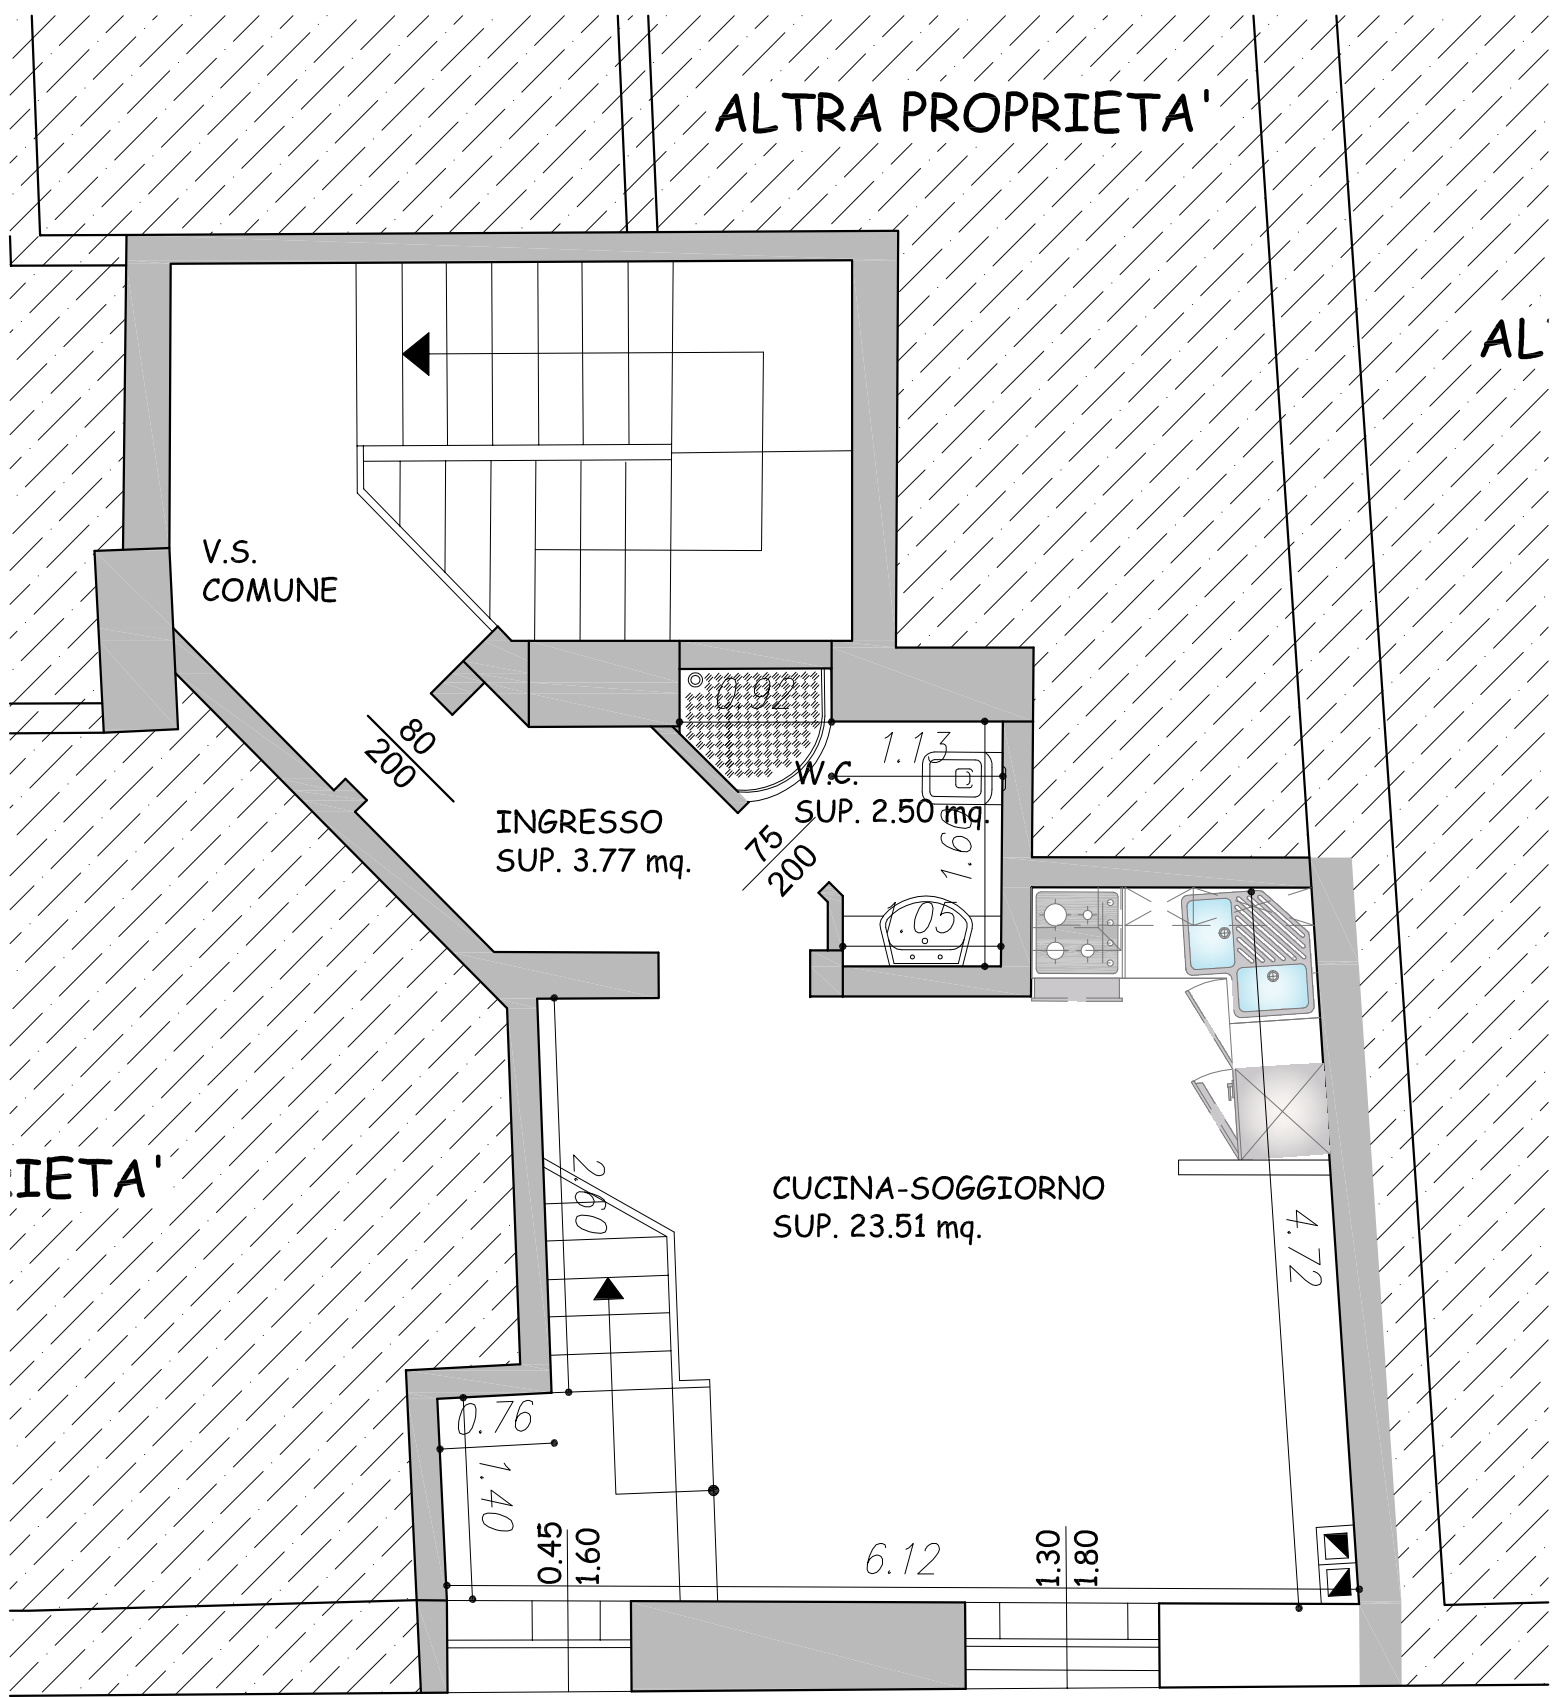 ALTRA PROPRIETA'
AL
V.S.
COMUNE
0.92
80
200
1.13
W.C.
SUP. 2.50 mq.
INGRESSO
SUP. 3.77 mq.
75
200
1.60
1.05
IETA'
2.60
CUCINA-SOGGIORNO
SUP. 23.51 mq.
4.72
0.76
1.40
0.45
1.60
6.12
1.30
1.80